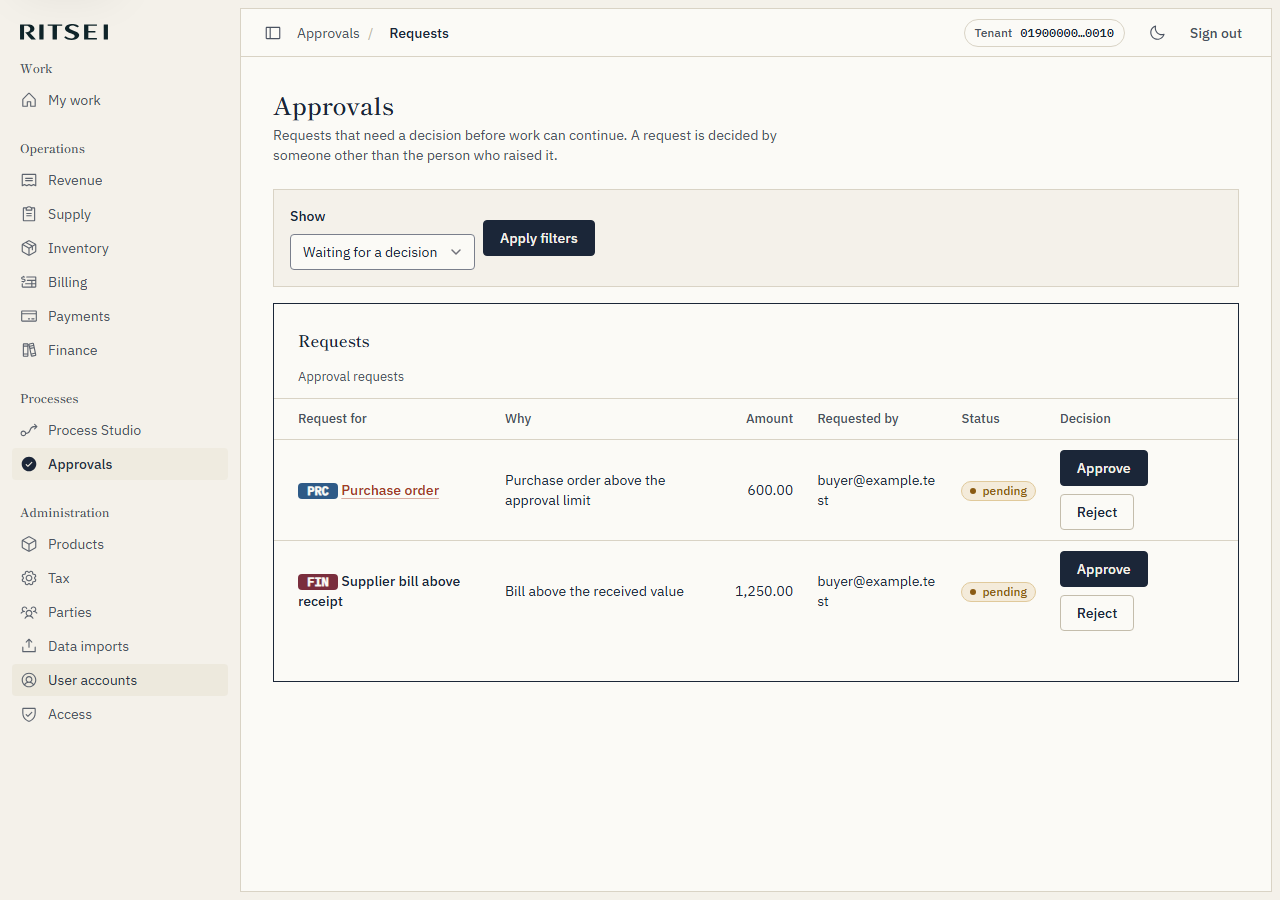 RITSEI
Work
My work
Operations
Revenue
Supply
Inventory
Billing
Payments
Finance
Processes
Process Studio
Approvals
Administration
Products
Tax
Parties
Data imports
User accounts
Access
Approvals / Requests
Tenant 01900000…0010
Sign out
Approvals
Requests that need a decision before work can continue. A request is decided by
someone other than the person who raised it.
Show
Waiting for a decision
Apply filters
Requests
Approval requests
Request for Why Amount Requested by Status Decision
PRC Purchase order
Purchase order above the
approval limit
600.00
buyer@example.te
st
pending
Approve
Reject
FIN Supplier bill above
receipt
Bill above the received value
1,250.00
buyer@example.te
st
pending
Approve
Reject